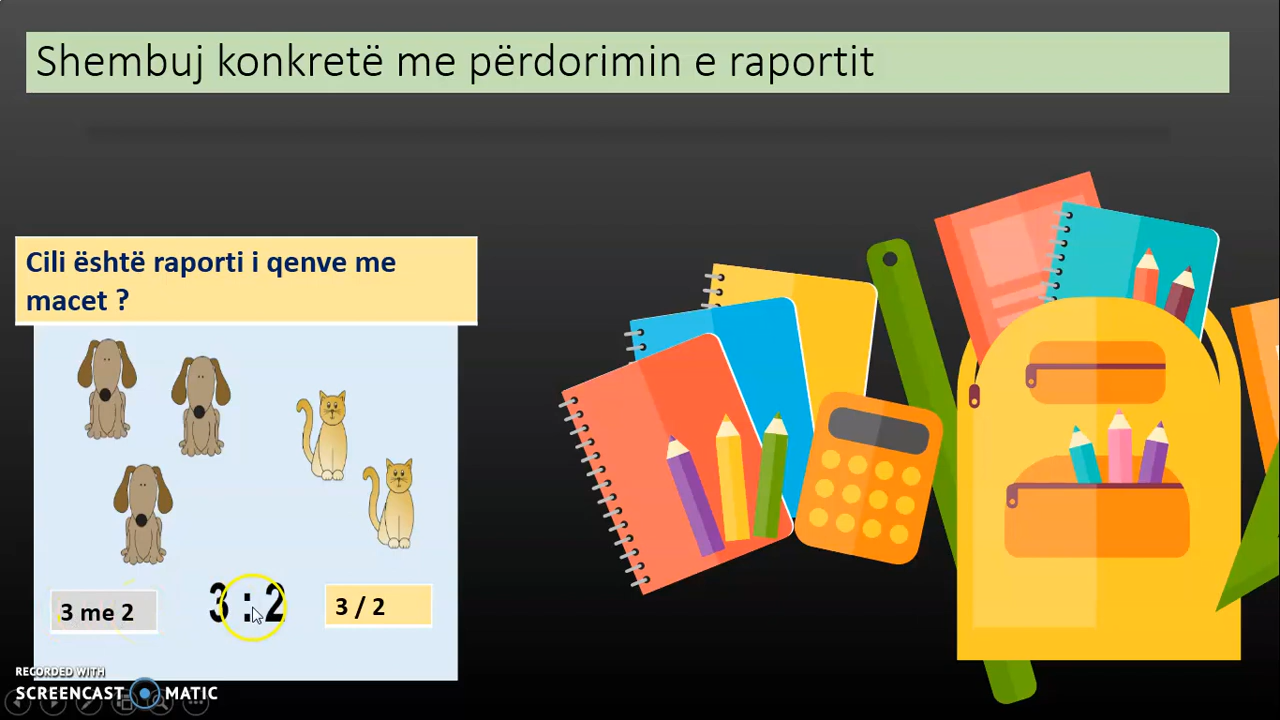 Shembuj konkretë me përdorimin e raportit
Cili është raporti i qenve me
macet ?
3 me 2
3 : 2
3 / 2
RECORDED WITH
SCREENCAST MATIC